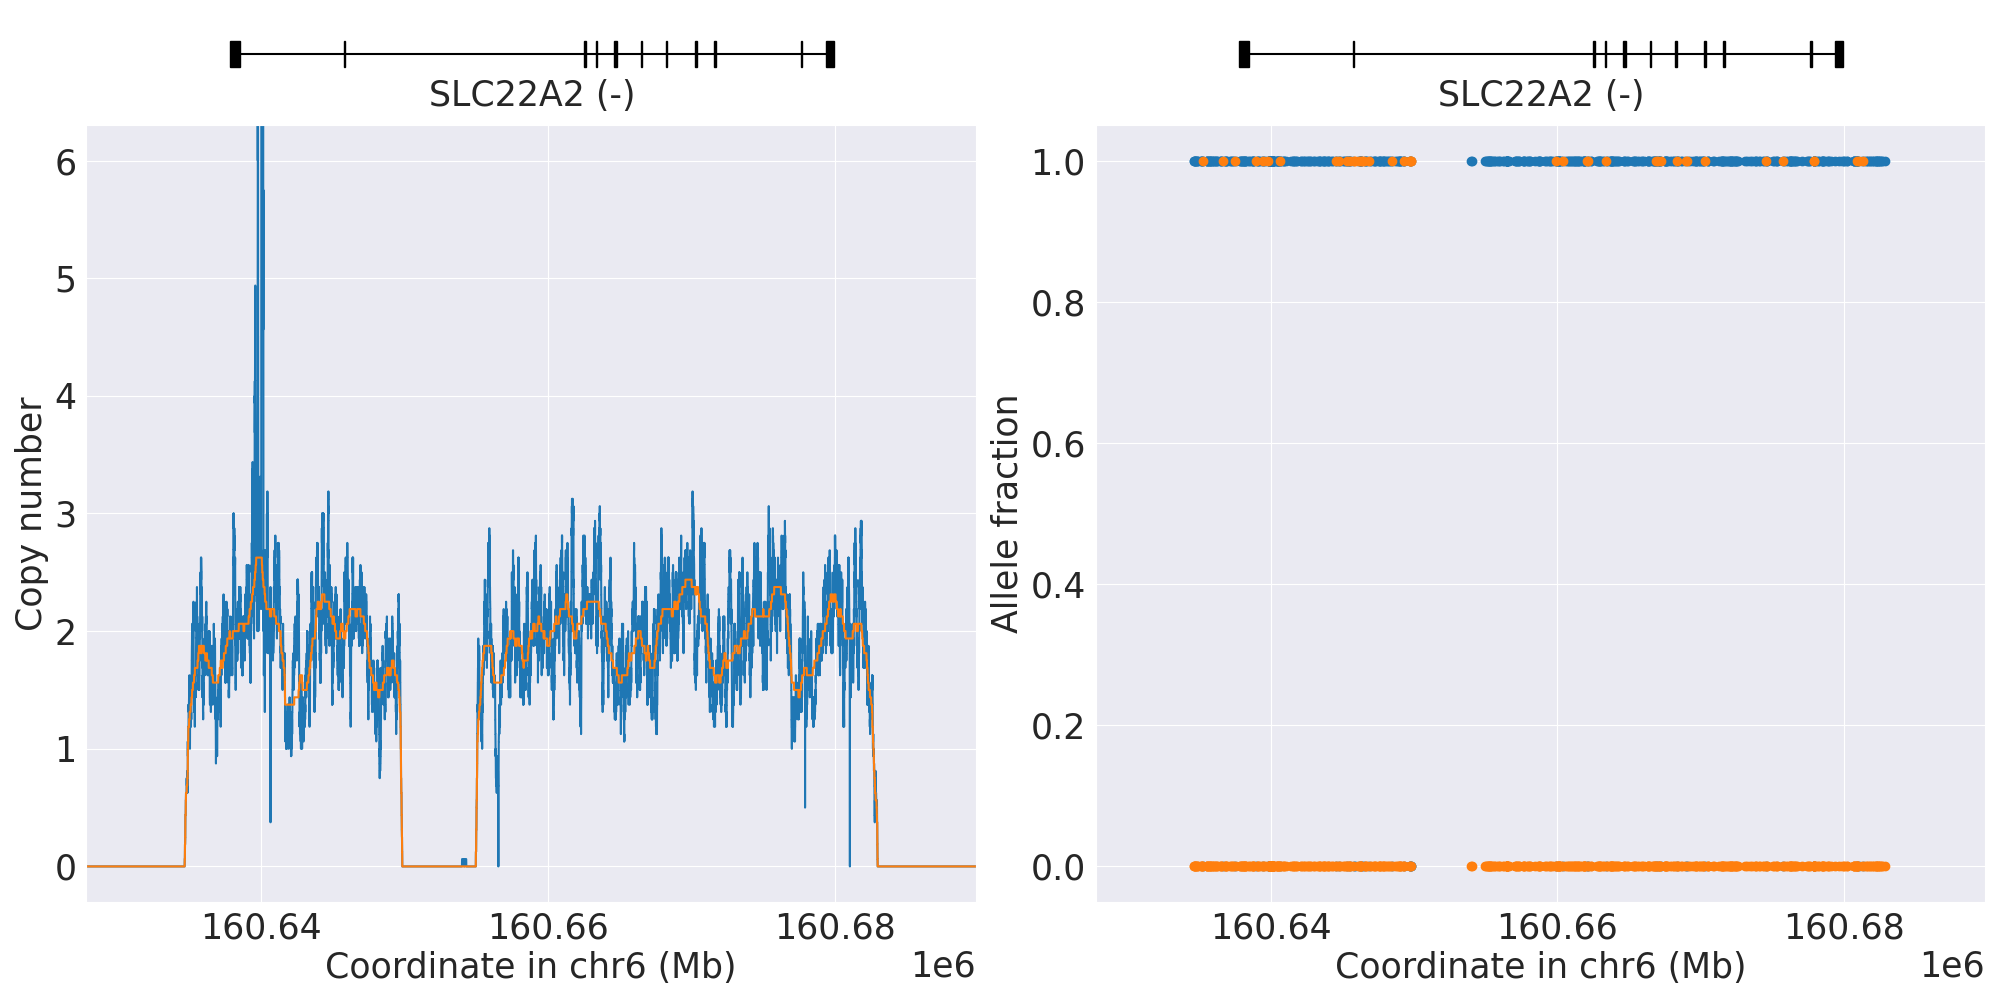 SLC22A2 (-)
6
5
4
3
2
1
0
Copy number
160.64 160.66 160.68
Coordinate in chr6 (Mb)
1e6
SLC22A2 (-)
1.0
0.8
0.6
0.4
0.2
0.0
Allele fraction
160.64 160.66 160.68
Coordinate in chr6 (Mb)
1e6